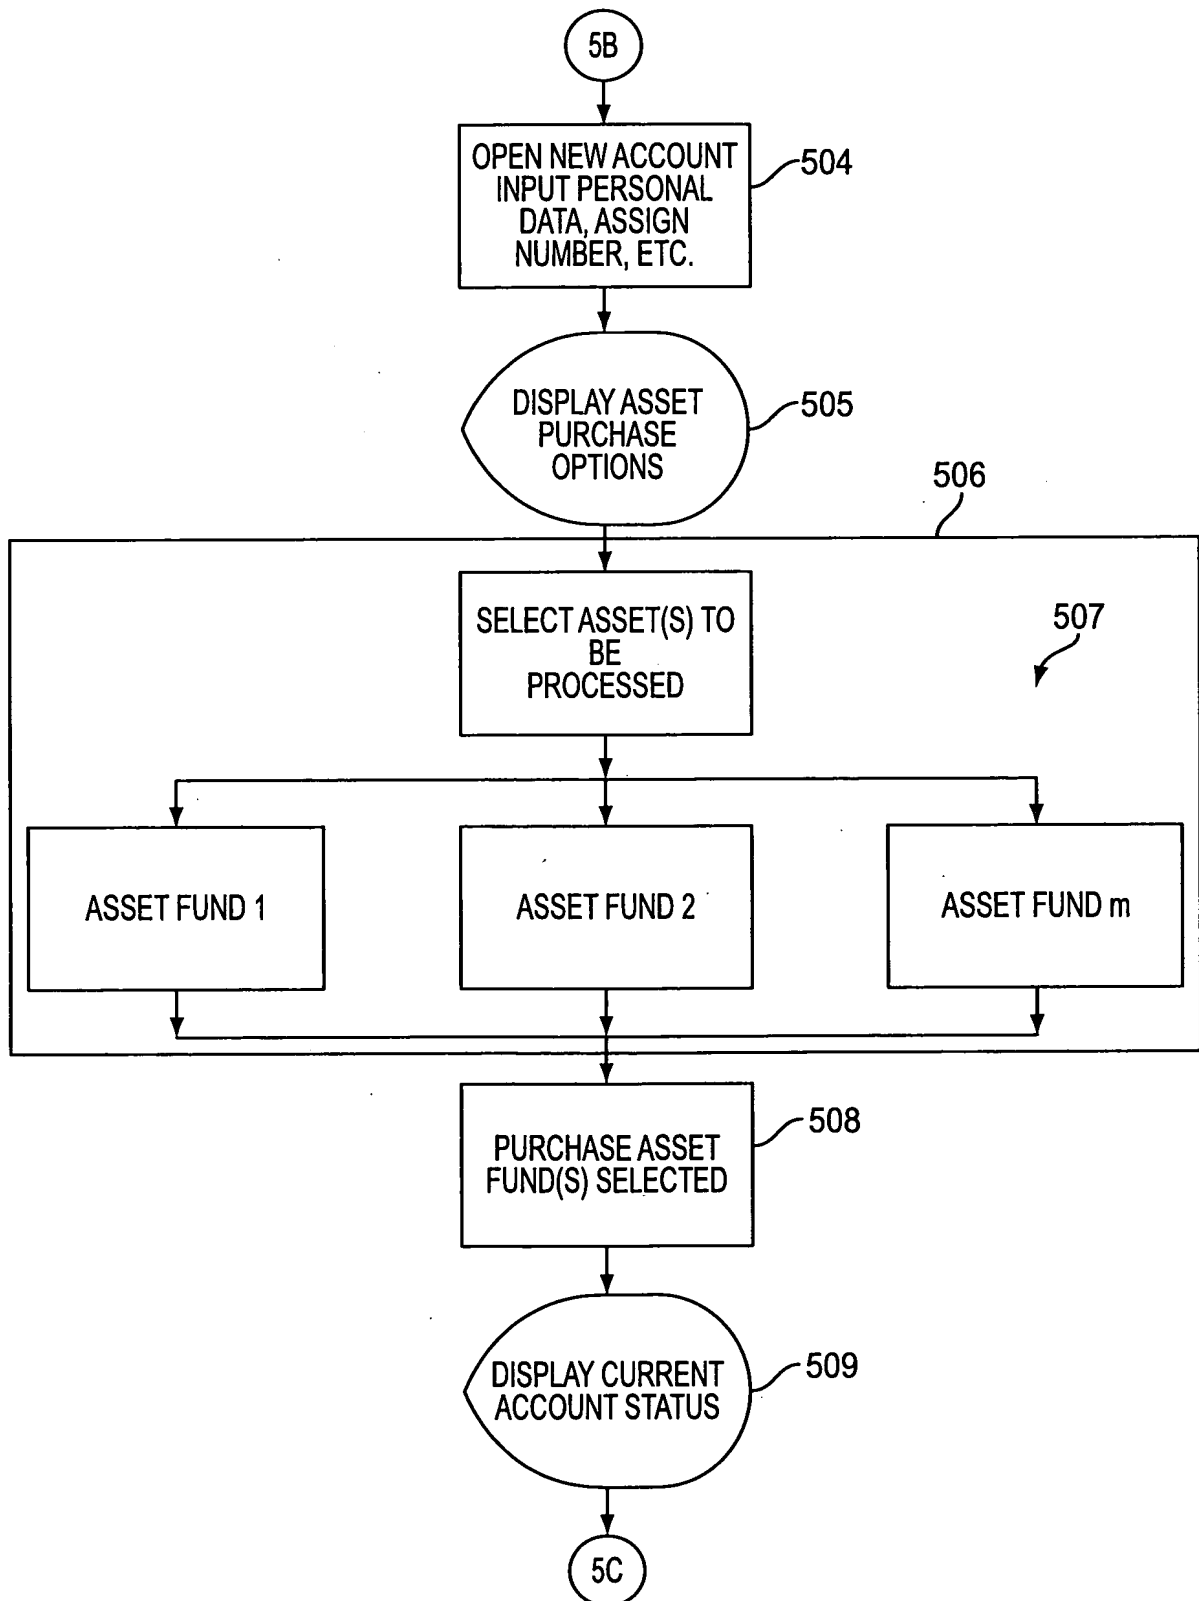 5B
OPEN NEW ACCOUNT
INPUT PERSONAL
DATA, ASSIGN
NUMBER, ETC.
504
DISPLAY ASSET
PURCHASE
OPTIONS
505
506
SELECT ASSET(S) TO
BE
PROCESSED
507
ASSET FUND 1
ASSET FUND 2
ASSET FUND m
PURCHASE ASSET
FUND(S) SELECTED
508
DISPLAY CURRENT
ACCOUNT STATUS
509
5C